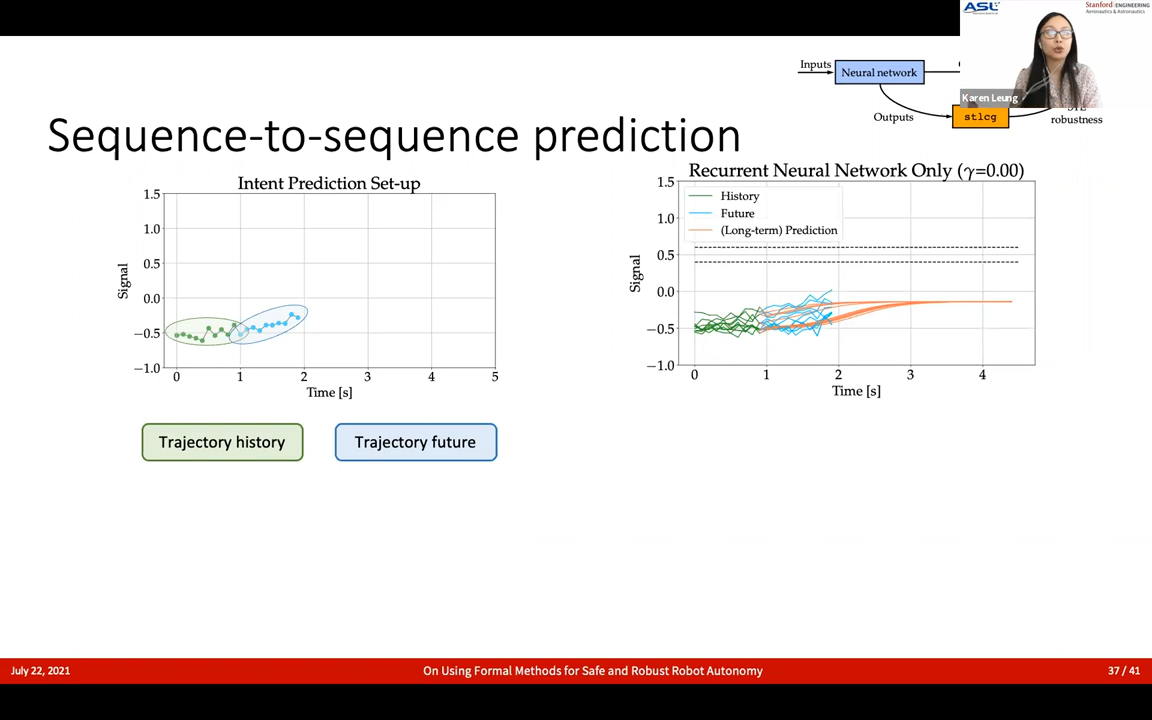 ASL
Stanford ENGINEERING
Aeronautics & Astronautics
Karen Leung
Inputs
Neural network
Outputs
stlcg
robustness
Sequence-to-sequence prediction
Intent Prediction Set-up
1.5
1.0
0.5
0.0
−0.5
−1.0
Signal
0 1 2 3 4 5
Time [s]
Trajectory history
Trajectory future
Recurrent Neural Network Only (γ=0.00)
History
Future
(Long-term) Prediction
1.5
1.0
0.5
0.0
−0.5
−1.0
Signal
0 1 2 3 4
Time [s]
July 22, 2021
On Using Formal Methods for Safe and Robust Robot Autonomy
37 / 41